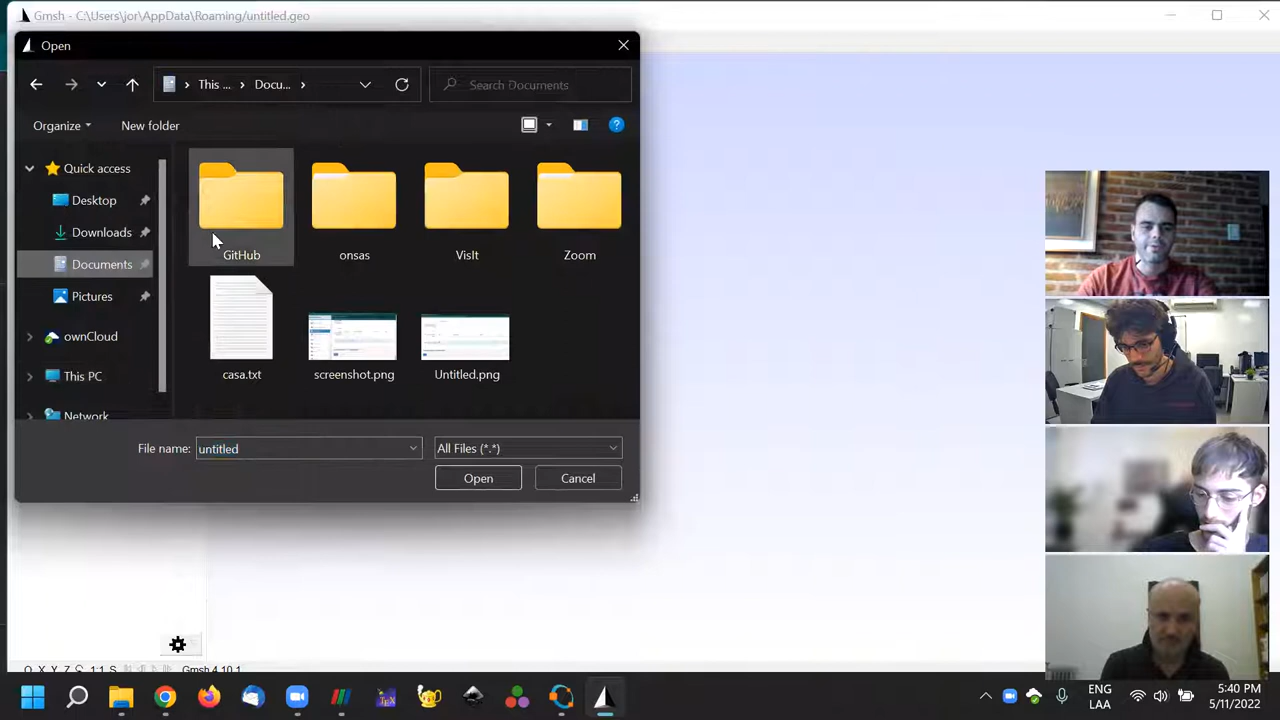 Gmsh - C:\Users\jor\AppData\Roaming/untitled.geo
Open
This ... Docu...
Search Documents
Organize
New folder
Quick access
Desktop
Downloads
Documents
Pictures
ownCloud
This PC
Network
GitHub
onsas
VisIt
Zoom
casa.txt
screenshot.png
Untitled.png
File name: untitled
All Files (*.*)
Open
Cancel
O X Y Z 1:1 S
Gmsh 4.10.1
ENG
LAA
5:40 PM
5/11/2022